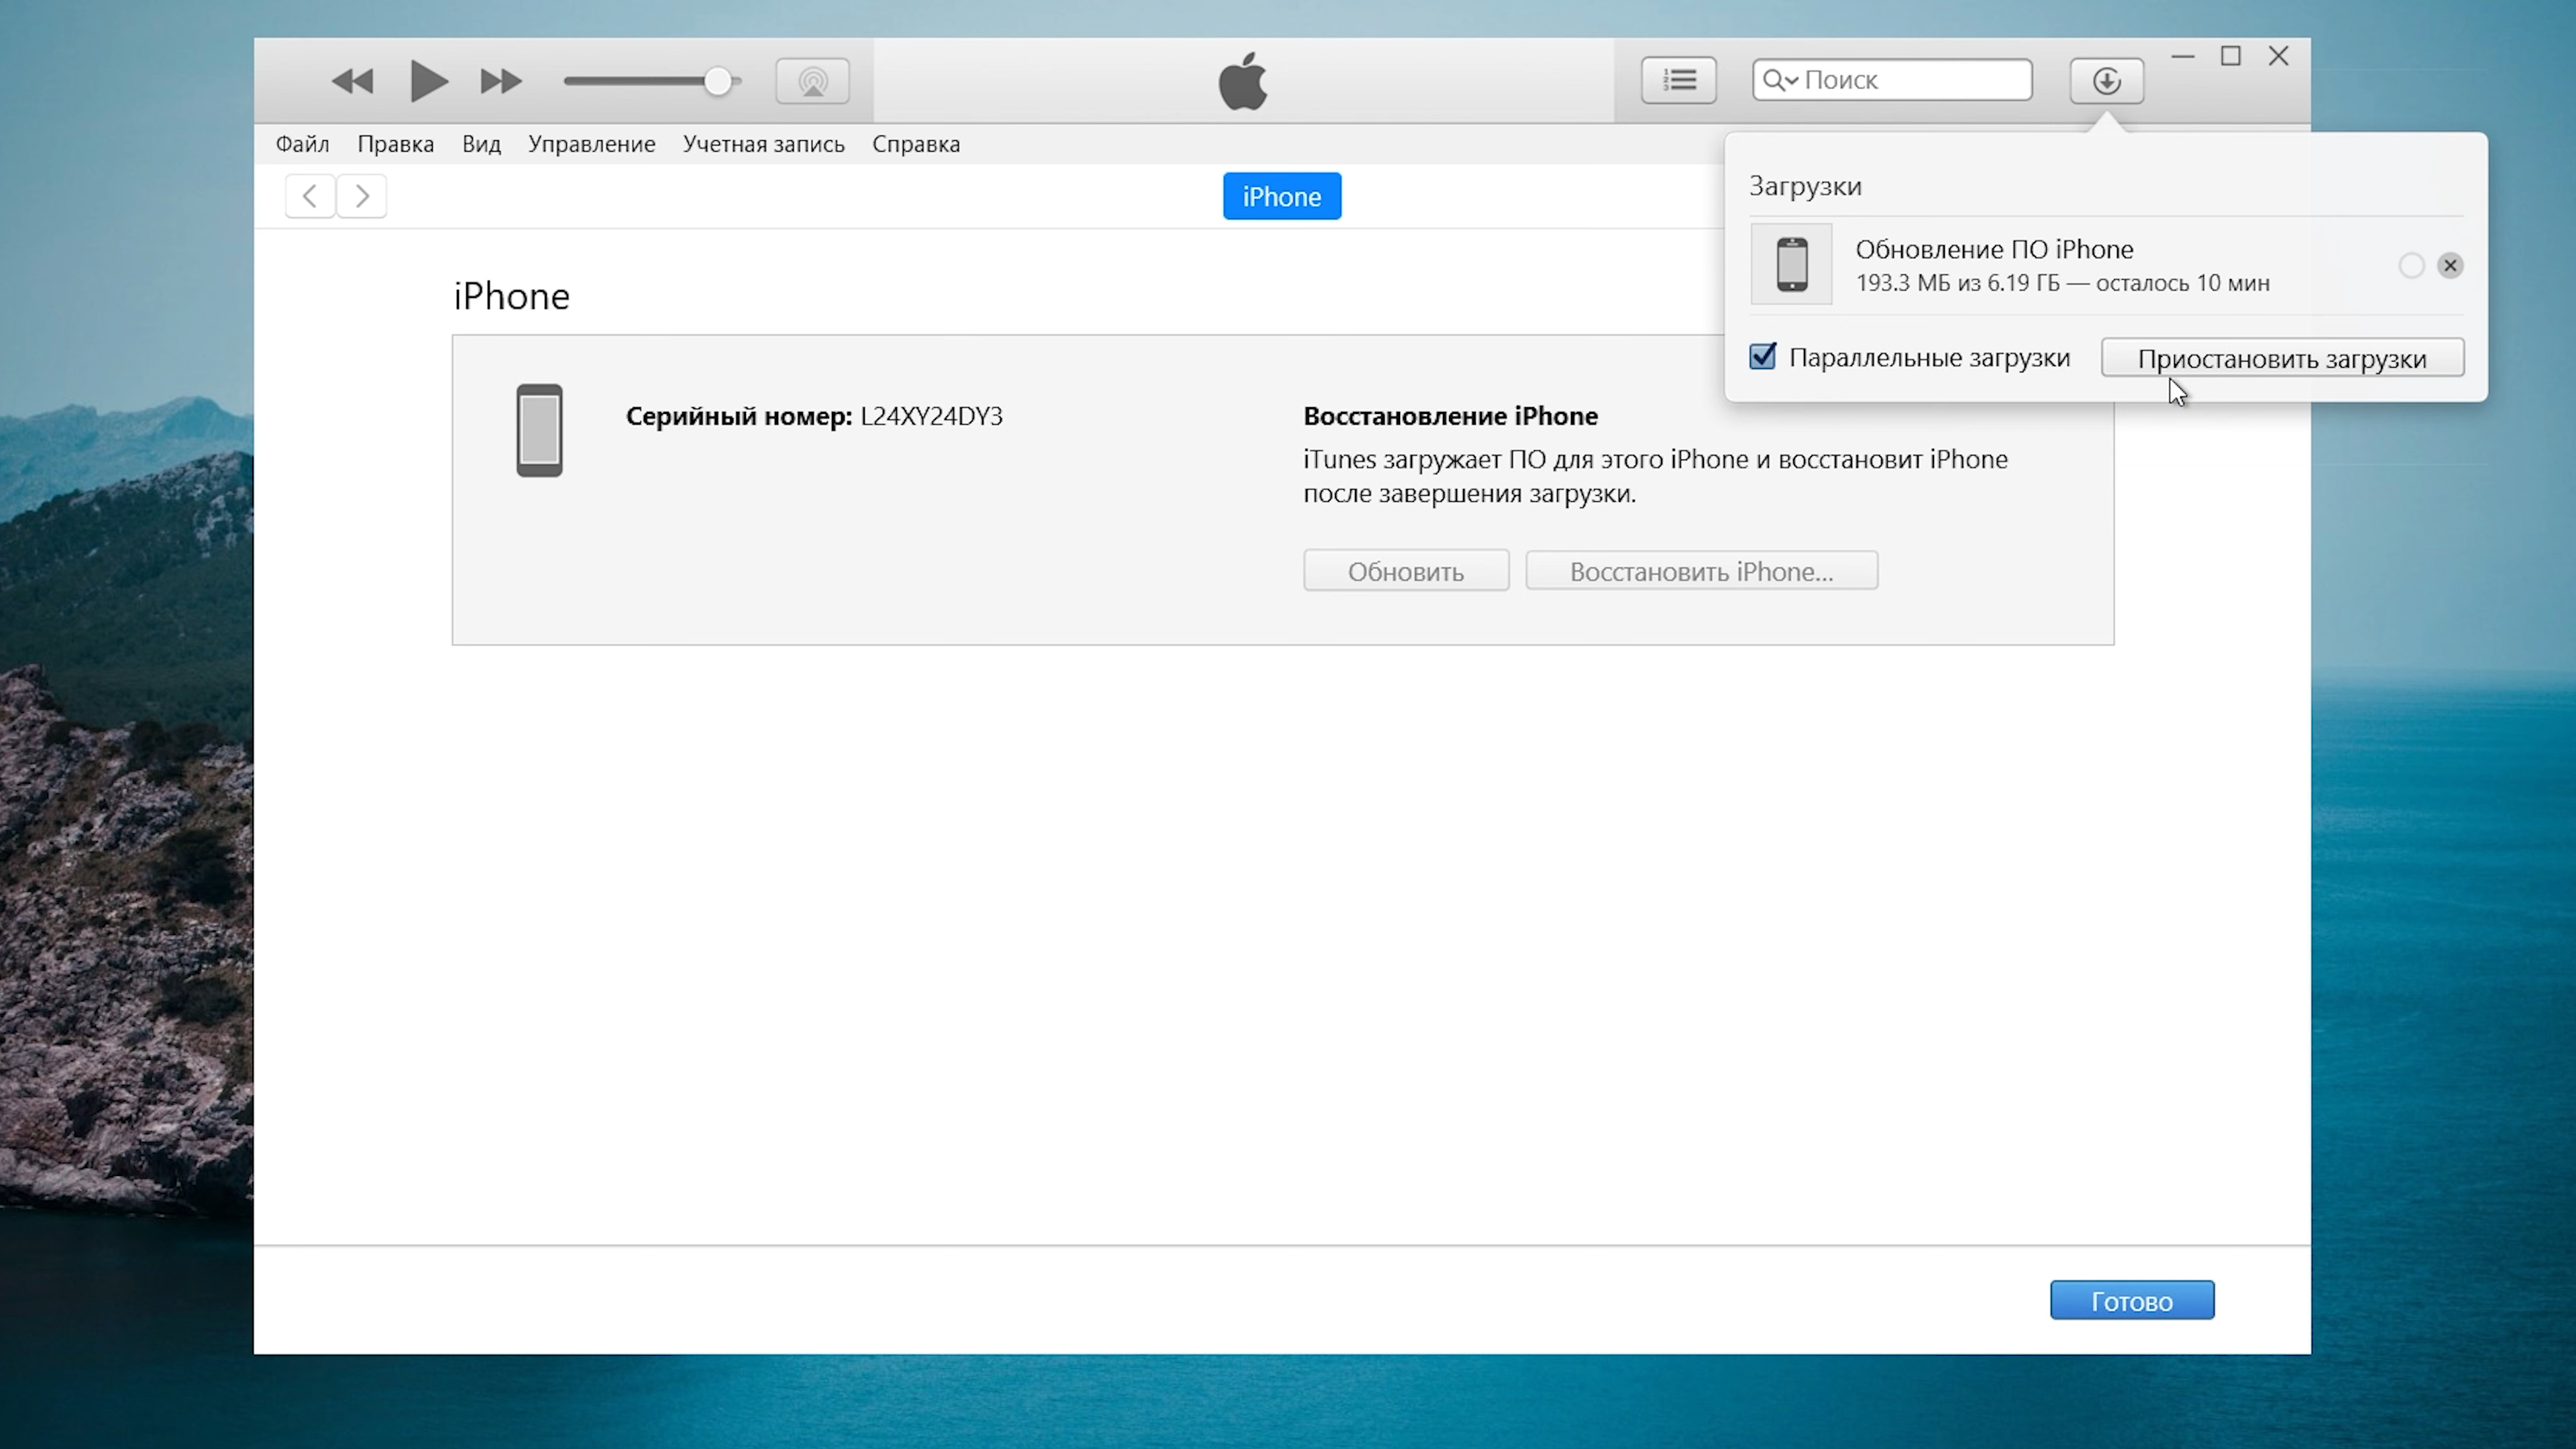 Поиск
Файл Правка Вид Управление Учетная запись Справка
iPhone
Загрузки
Обновление ПО iPhone
193.3 МБ из 6.19 ГБ — осталось 10 мин
Параллельные загрузки Приостановить загрузки
iPhone
Серийный номер: L24XY24DY3
Восстановление iPhone
iTunes загружает ПО для этого iPhone и восстановит iPhone
после завершения загрузки.
Обновить Восстановить iPhone...
Готово